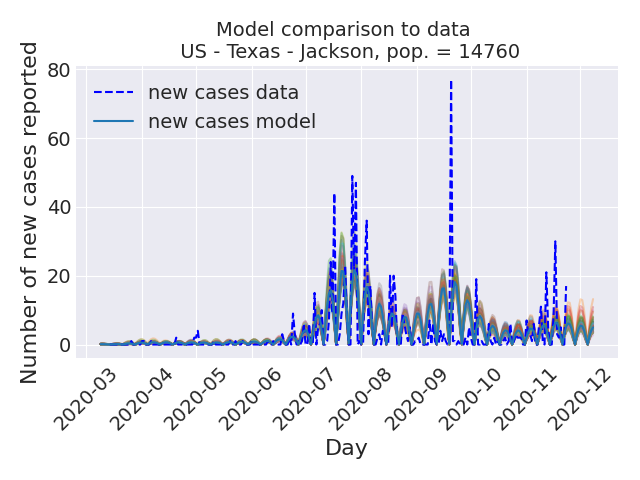 Model comparison to data
US - Texas - Jackson, pop. = 14760
Number of new cases reported
80
60
40
20
0
new cases data
new cases model
2020-03
2020-04
2020-05
2020-06
2020-07
2020-08
2020-09
2020-10
2020-11
2020-12
Day